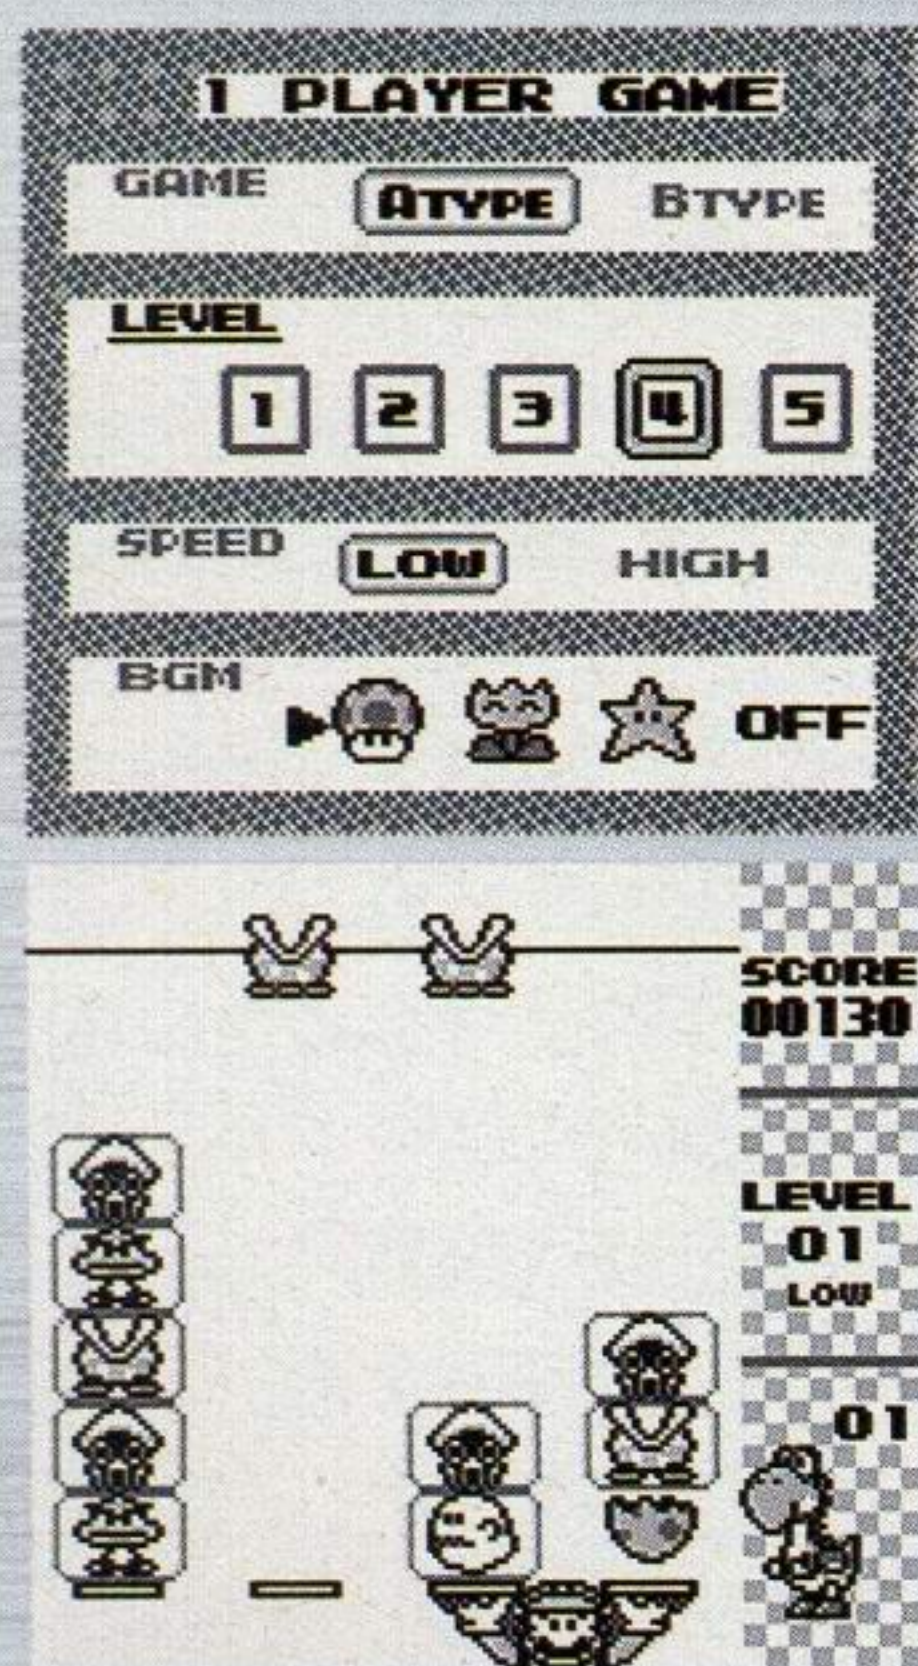 1 PLAYER GAME
GAME ATYPE BTYPE
LEVEL
1 2 3 4 5
SPEED LOW HIGH
BGM OFF
SCORE
00130
LEVEL
01
LOW
01